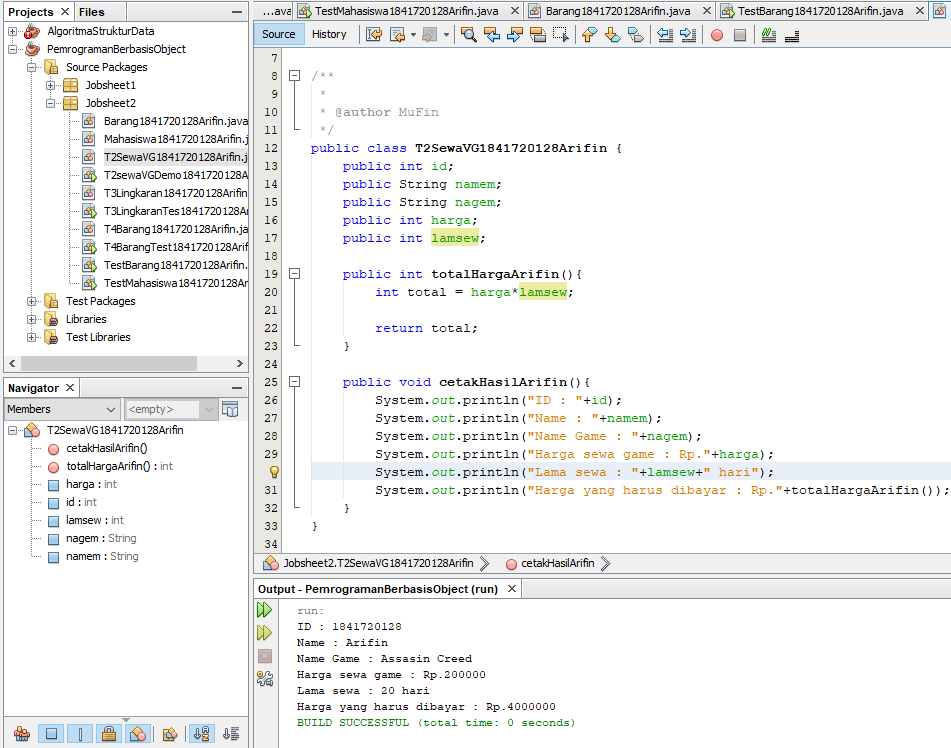 Projects × Files
AlgoritmaStrukturData
PemrogramanBerbasisObject
Source Packages
Jobsheet1
Jobsheet2
Barang1841720128Arifin.java
Mahasiswa1841720128Arifin.j
T2SewaVG1841720128Arifin.j
T2sewaVGDemo1841720128A
T3Lingkaran1841720128Arifin
T3LingkaranTes1841720128Ar
T4Barang1841720128Arifin.ja
T4BarangTest1841720128Arif
TestBarang1841720128Arifin.
TestMahasiswa1841720128Ar
Test Packages
Libraries
Test Libraries
Navigator ×
Members <empty>
T2SewaVG1841720128Arifin
cetakHasilArifin()
totalHargaArifin() : int
harga : int
id : int
lamsew : int
nagem : String
namem : String
...ava TestMahasiswa1841720128Arifin.java × Barang1841720128Arifin.java × TestBarang1841720128Arifin.java ×
Source History
7
8 /**
9 *
10 * @author MuFin
11 */
12 public class T2SewaVG1841720128Arifin {
13 public int id;
14 public String namem;
15 public String nagem;
16 public int harga;
17 public int lamsew;
18
19 public int totalHargaArifin(){
20 int total = harga*lamsew;
21
22 return total;
23 }
24
25 public void cetakHasilArifin(){
26 System.out.println("ID : "+id);
27 System.out.println("Name : "+namem);
28 System.out.println("Name Game : "+nagem);
29 System.out.println("Harga sewa game : Rp."+harga);
System.out.println("Lama sewa : "+lamsew+" hari");
31 System.out.println("Harga yang harus dibayar : Rp."+totalHargaArifin());
32 }
33 }
34
Jobsheet2.T2SewaVG1841720128Arifin cetakHasilArifin
Output - PemrogramanBerbasisObject (run) ×
run:
ID : 1841720128
Name : Arifin
Name Game : Assasin Creed
Harga sewa game : Rp.200000
Lama sewa : 20 hari
Harga yang harus dibayar : Rp.4000000
BUILD SUCCESSFUL (total time: 0 seconds)